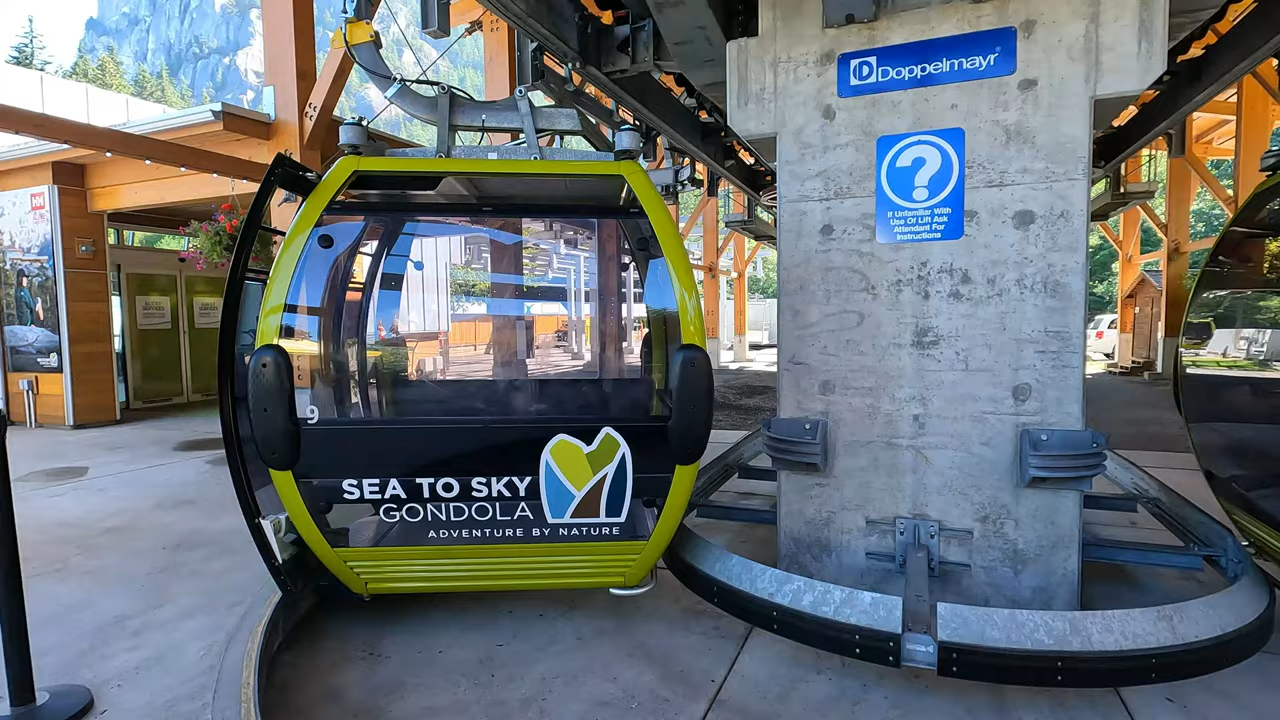 Doppelmayr®
?
If Unfamiliar With
Use Of Lift Ask
Attendant For
Instructions
HH
9
SEA TO SKY
GONDOLA
ADVENTURE BY NATURE